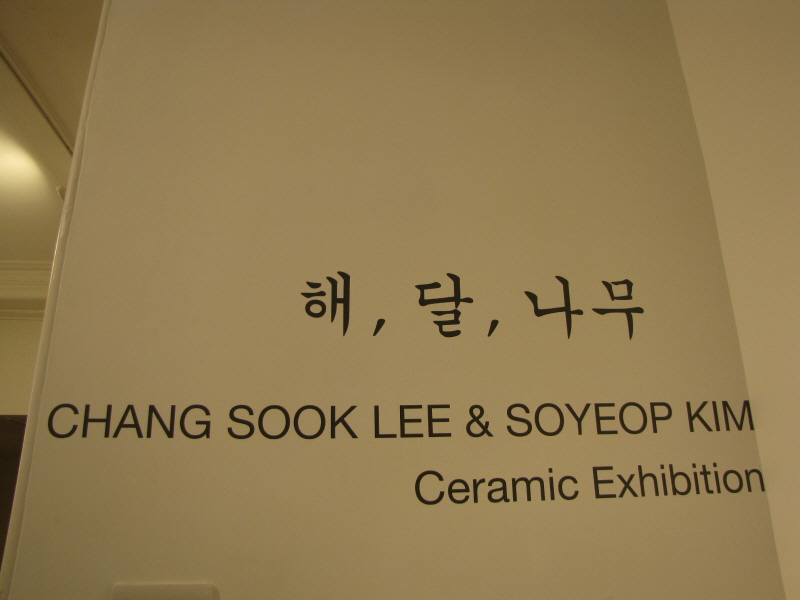 해, 달, 나무
CHANG SOOK LEE & SOYEOP KIM
Ceramic Exhibition